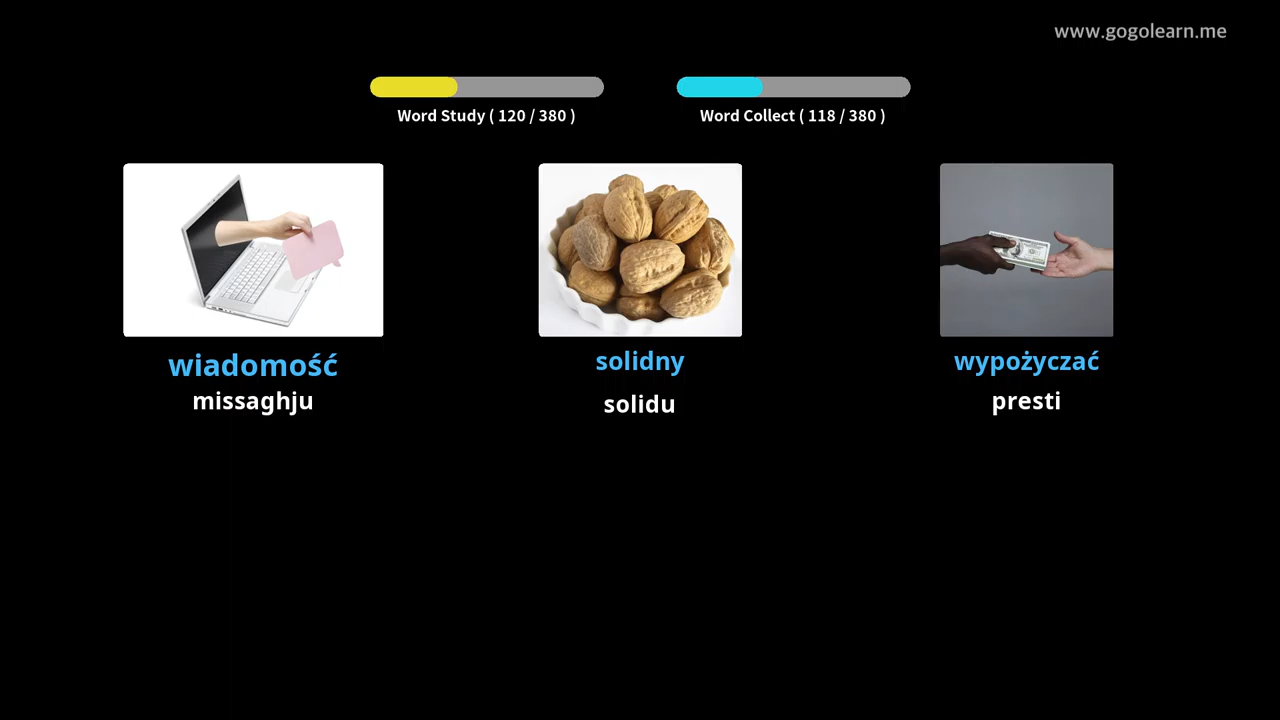 www.gogolearn.me
Word Study ( 120 / 380 )
Word Collect ( 118 / 380 )
wiadomość
missaghju
solidny
solidu
wypożyczać
presti